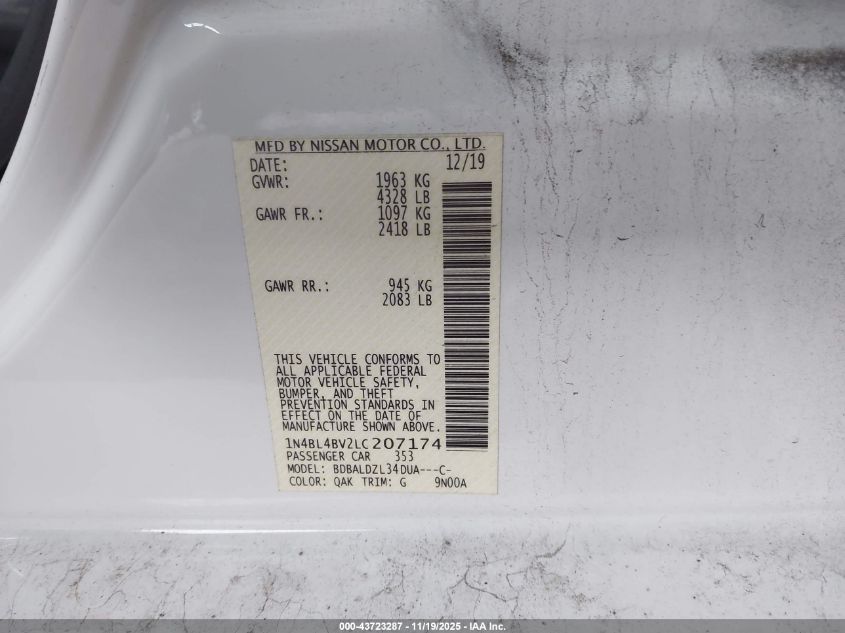 MFD BY NISSAN MOTOR CO., LTD.
DATE: 12/19
GVWR: 1963 KG
4328 LB
GAWR FR.: 1097 KG
2418 LB
GAWR RR.: 945 KG
2083 LB
THIS VEHICLE CONFORMS TO
ALL APPLICABLE FEDERAL
MOTOR VEHICLE SAFETY,
BUMPER, AND THEFT
PREVENTION STANDARDS IN
EFFECT ON THE DATE OF
MANUFACTURE SHOWN ABOVE.
1N4BL4BV2LC207174
PASSENGER CAR 353
MODEL: BDBALDZL34DUA---C-
COLOR: QAK TRIM: G 9N00A
000-43723287 - 11/19/2025 - IAA Inc.